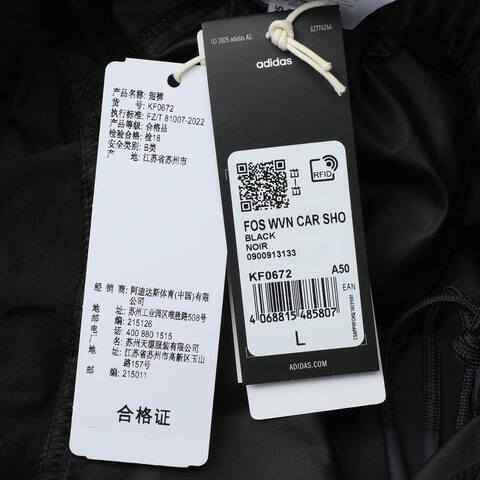 产品名称: 短裤
货 号: KF0672
执行标准: FZ/T 81007-2022
产品等级: 合格品
检验合格: 检18
安全类别: B类
产 地: 江苏省苏州市
经 销 商: 阿迪达斯体育(中国)有限
公司
地 址: 苏州工业园区唯胜路508号
邮 编: 215126
电 话: 400 880 1515
厂 名: 苏州天源服装有限公司
地 址: 江苏省苏州市高新区玉山
路157号
邮 编: 215011
合格证
© 2025 adidas AG
62774264
adidas
RFID
FOS WVN CAR SHO
BLACK
NOIR
0900913133
KF0672 A50
EAN
4 068815 485807
L
ADIDAS.COM